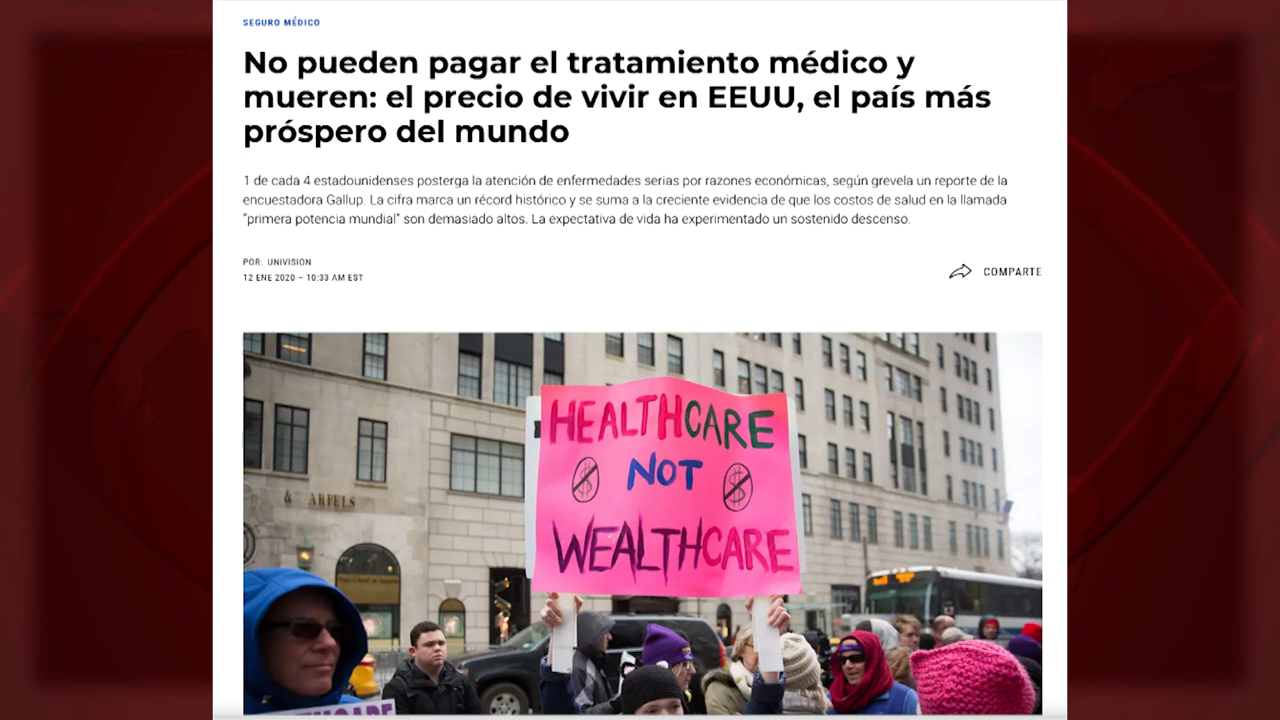 SEGURO MÉDICO
No pueden pagar el tratamiento médico y
mueren: el precio de vivir en EEUU, el país más
próspero del mundo
1 de cada 4 estadounidenses posterga la atención de enfermedades serias por razones económicas, según grevela un reporte de la
encuestadora Gallup. La cifra marca un récord histórico y se suma a la creciente evidencia de que los costos de salud en la llamada
“primera potencia mundial” son demasiado altos. La expectativa de vida ha experimentado un sostenido descenso.
POR: UNIVISION
12 ENE 2020 – 10:33 AM EST
COMPARTE
HEALTHCARE
NOT
WEALTHCARE
& ARPELS